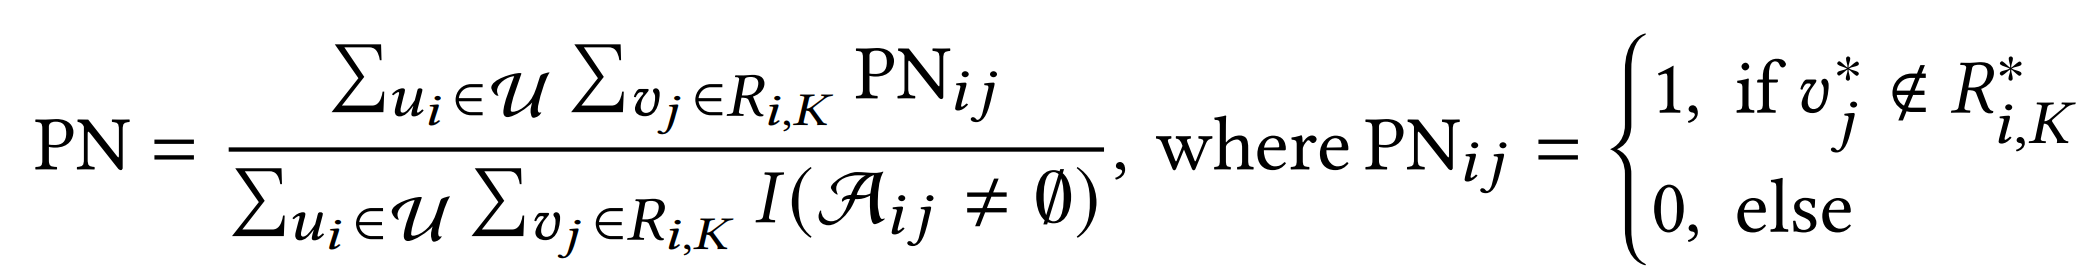 $\mathrm{PN} = \frac{\sum_{u_i \in \mathcal{U}} \sum_{v_j \in R_{i,K}} \mathrm{PN}_{ij}}{\sum_{u_i \in \mathcal{U}} \sum_{v_j \in R_{i,K}} I(\mathcal{A}_{ij} \neq \emptyset)}, \text{ where } \mathrm{PN}_{ij} = \begin{cases} 1, & \text{if } v_j^* \notin R_{i,K}^* \\ 0, & \text{else} \end{cases}$